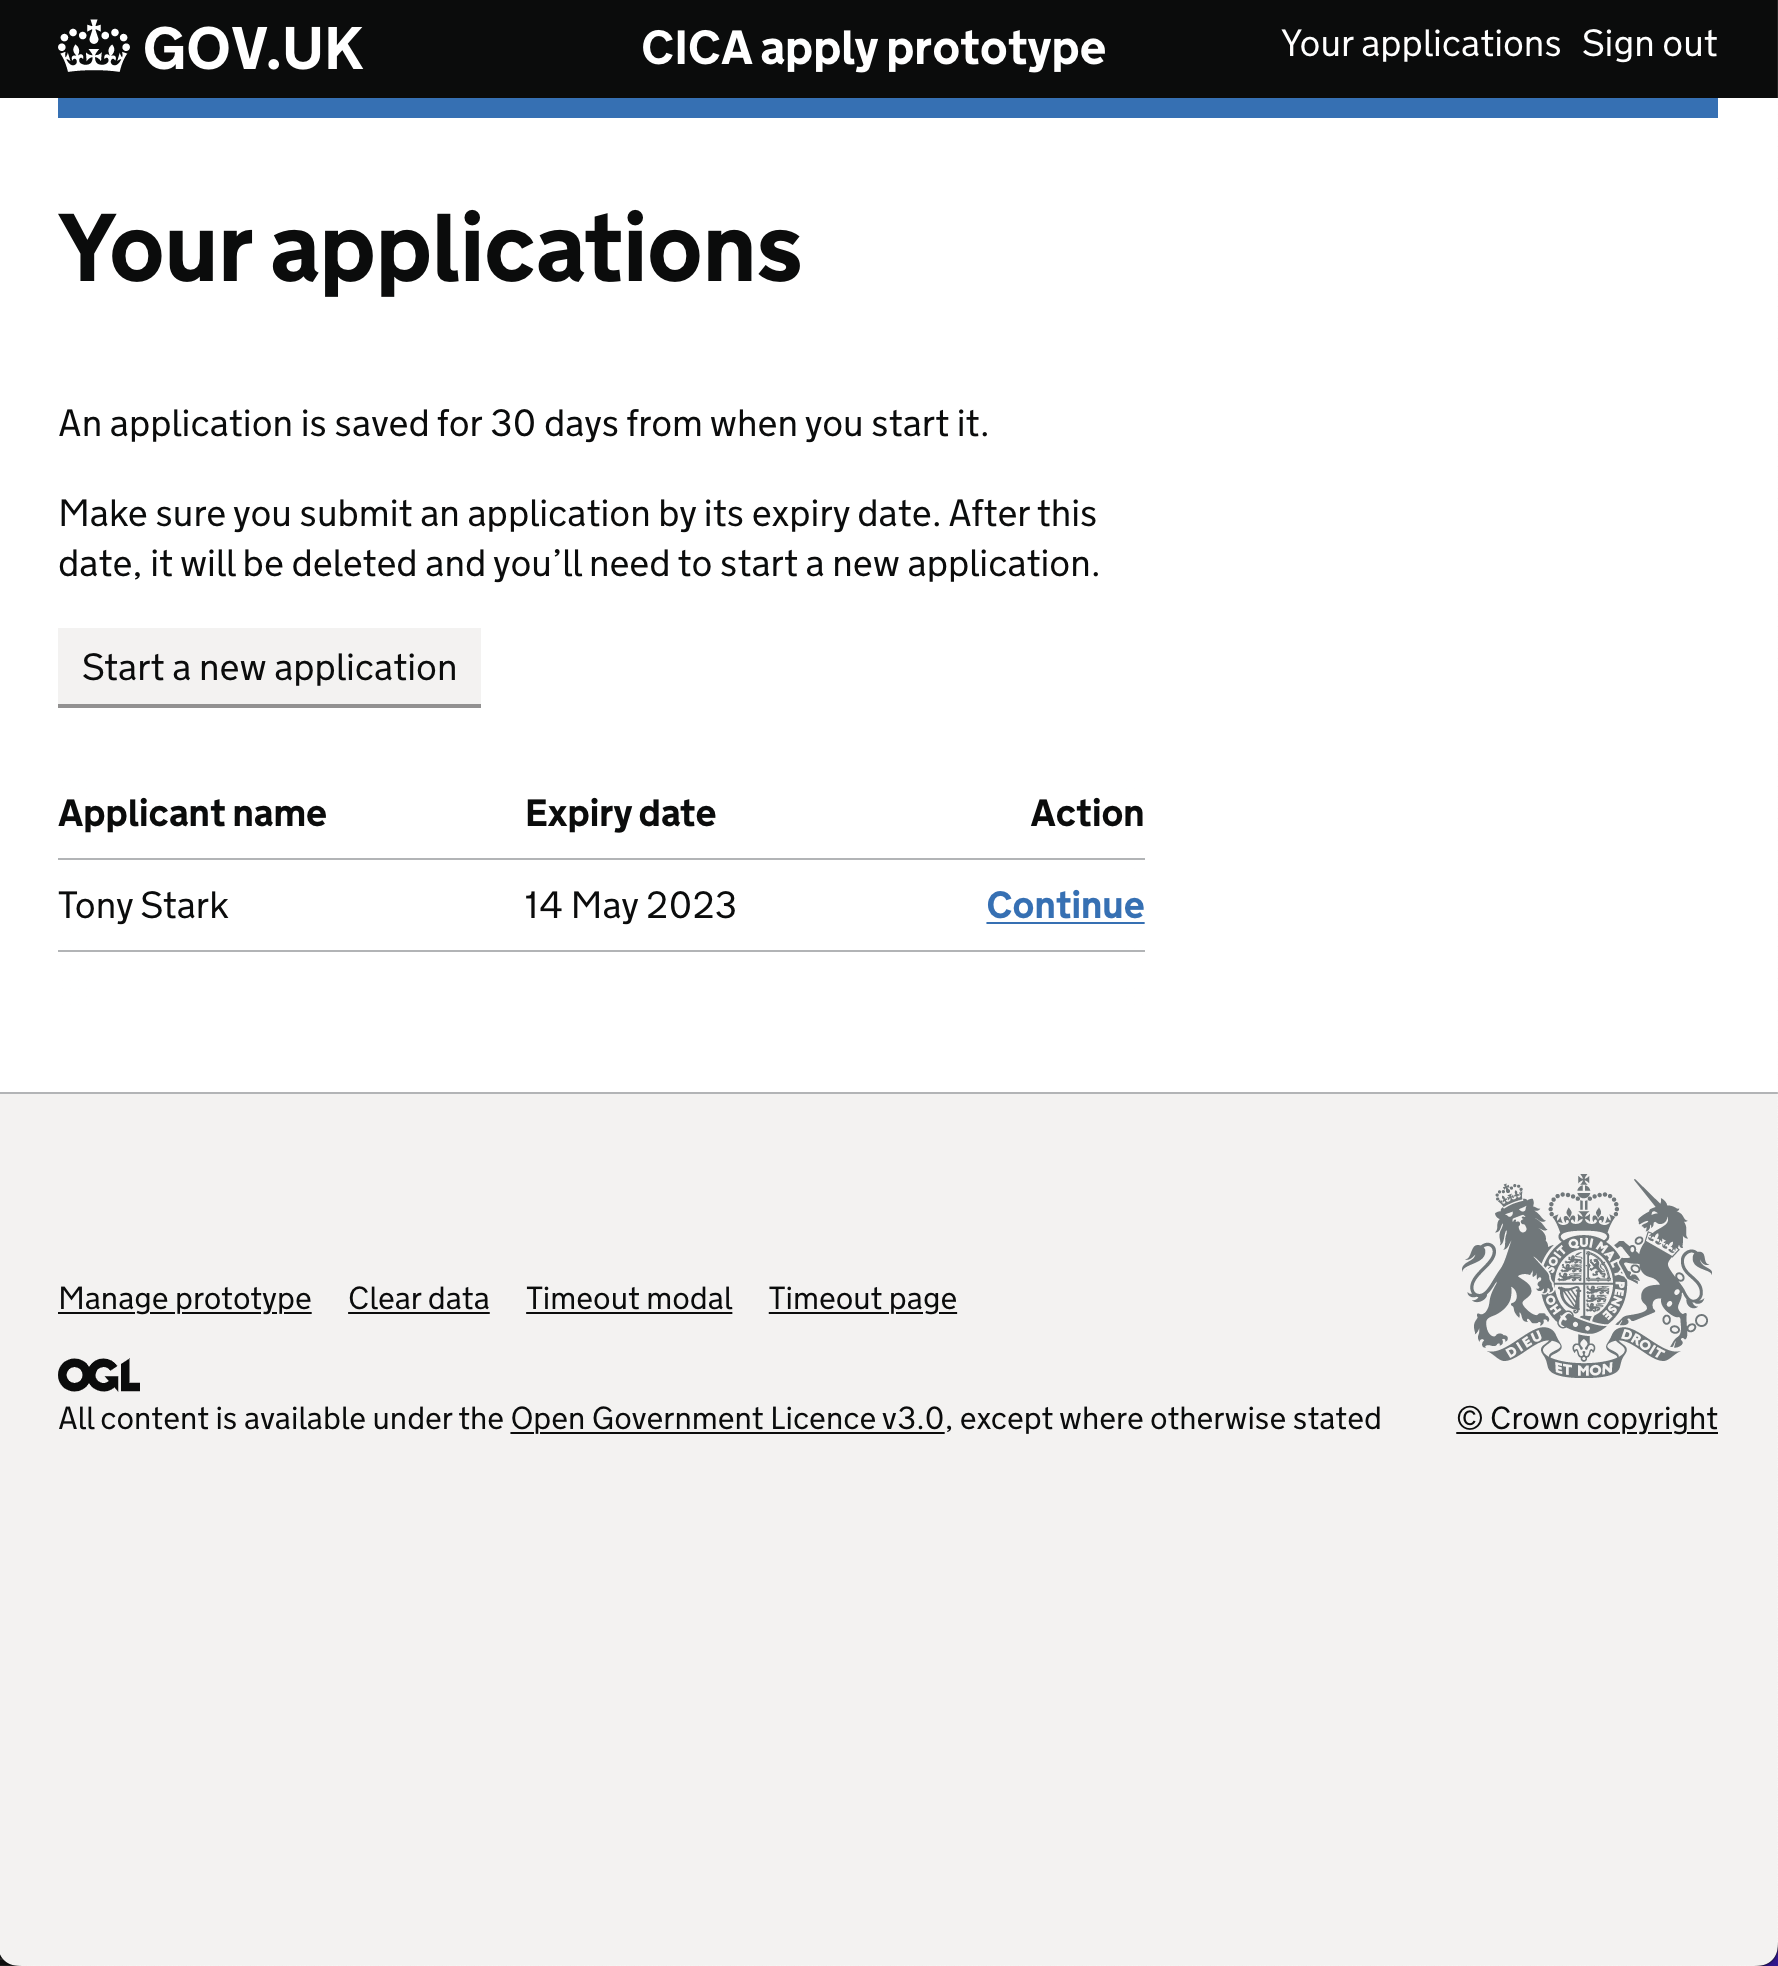 GOV.UK CICA apply prototype Your applications Sign out
Your applications
An application is saved for 30 days from when you start it.
Make sure you submit an application by its expiry date. After this
date, it will be deleted and you’ll need to start a new application.
Start a new application
Applicant name Expiry date Action
Tony Stark 14 May 2023 Continue
HONI SOIT QUI MAL Y PENSE
DIEU ET MON DROIT
Manage prototype Clear data Timeout modal Timeout page
OGL
All content is available under the Open Government Licence v3.0, except where otherwise stated
© Crown copyright